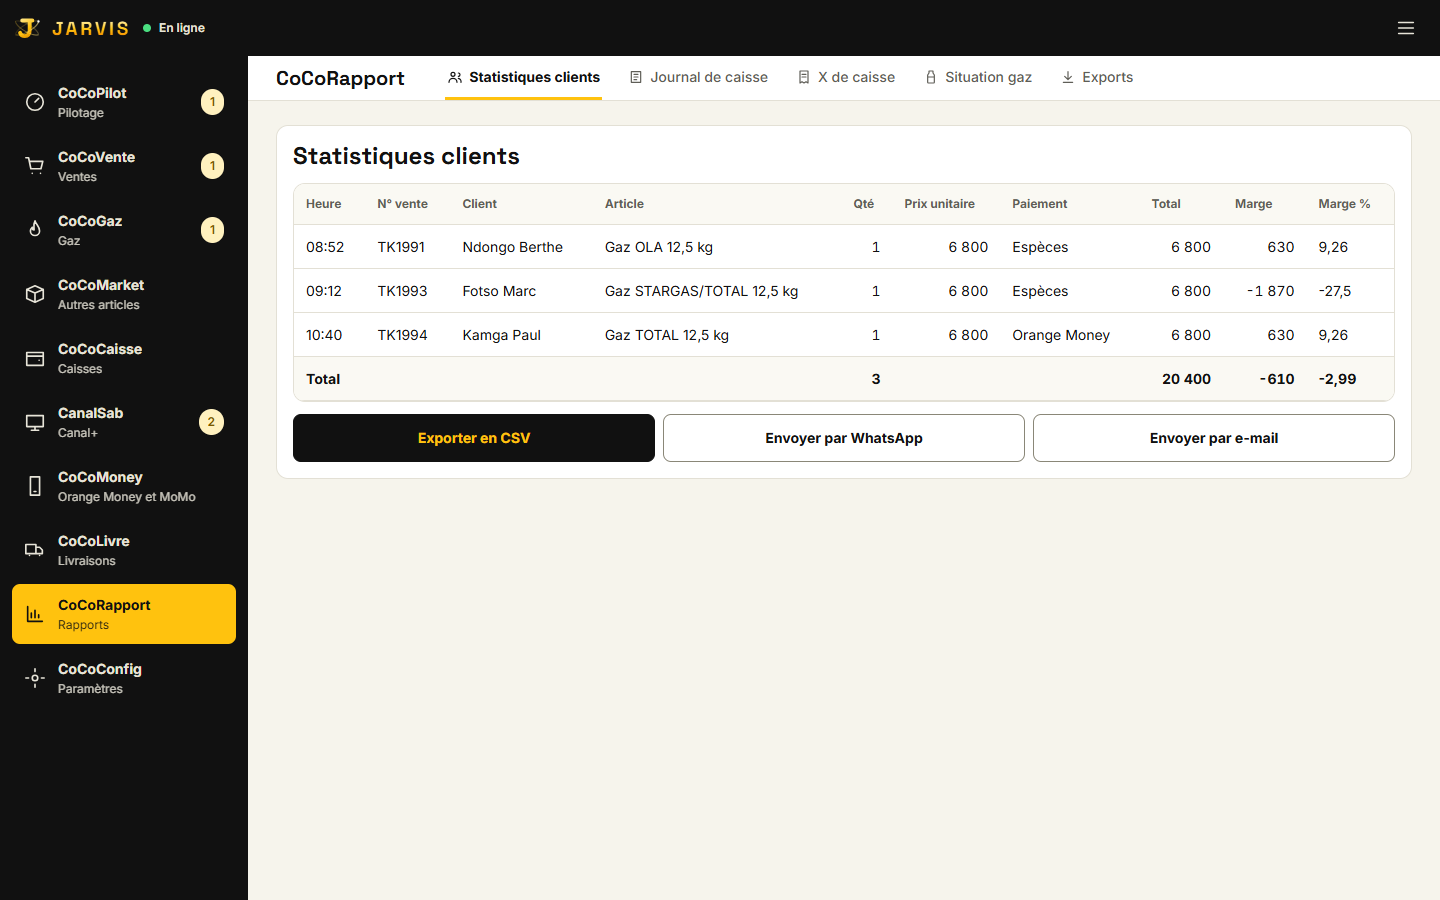 JARVIS En ligne
CoCoPilot
Pilotage
1
CoCoVente
Ventes
1
CoCoGaz
Gaz
1
CoCoMarket
Autres articles
CoCoCaisse
Caisses
CanalSab
Canal+
2
CoCoMoney
Orange Money et MoMo
CoCoLivre
Livraisons
CoCoRapport
Rapports
CoCoConfig
Paramètres
CoCoRapport Statistiques clients Journal de caisse X de caisse Situation gaz Exports
Statistiques clients
Heure N° vente Client Article Qté Prix unitaire Paiement Total Marge Marge %
08:52 TK1991 Ndongo Berthe Gaz OLA 12,5 kg 1 6 800 Espèces 6 800 630 9,26
09:12 TK1993 Fotso Marc Gaz STARGAS/TOTAL 12,5 kg 1 6 800 Espèces 6 800 -1 870 -27,5
10:40 TK1994 Kamga Paul Gaz TOTAL 12,5 kg 1 6 800 Orange Money 6 800 630 9,26
Total 3 20 400 -610 -2,99
Exporter en CSV Envoyer par WhatsApp Envoyer par e-mail